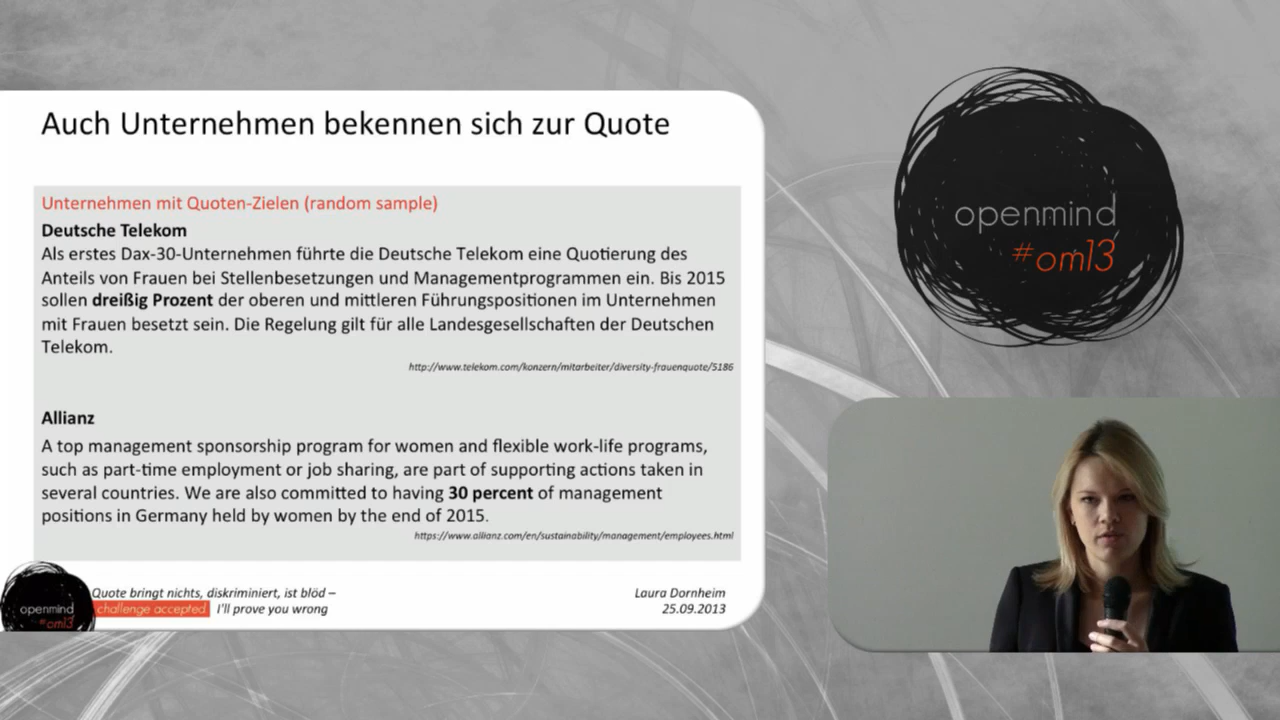 Auch Unternehmen bekennen sich zur Quote
Unternehmen mit Quoten-Zielen (random sample)
Deutsche Telekom
Als erstes Dax-30-Unternehmen führte die Deutsche Telekom eine Quotierung des
Anteils von Frauen bei Stellenbesetzungen und Managementprogrammen ein. Bis 2015
sollen dreißig Prozent der oberen und mittleren Führungspositionen im Unternehmen
mit Frauen besetzt sein. Die Regelung gilt für alle Landesgesellschaften der Deutschen
Telekom.
http://www.telekom.com/konzern/mitarbeiter/diversity-frauenquote/5186
Allianz
A top management sponsorship program for women and flexible work-life programs,
such as part-time employment or job sharing, are part of supporting actions taken in
several countries. We are also committed to having 30 percent of management
positions in Germany held by women by the end of 2015.
https://www.allianz.com/en/sustainability/management/employees.html
openmind
#om13
Quote bringt nichts, diskriminiert, ist blöd –
challenge accepted I'll prove you wrong
Laura Dornheim
25.09.2013
openmind
#om13